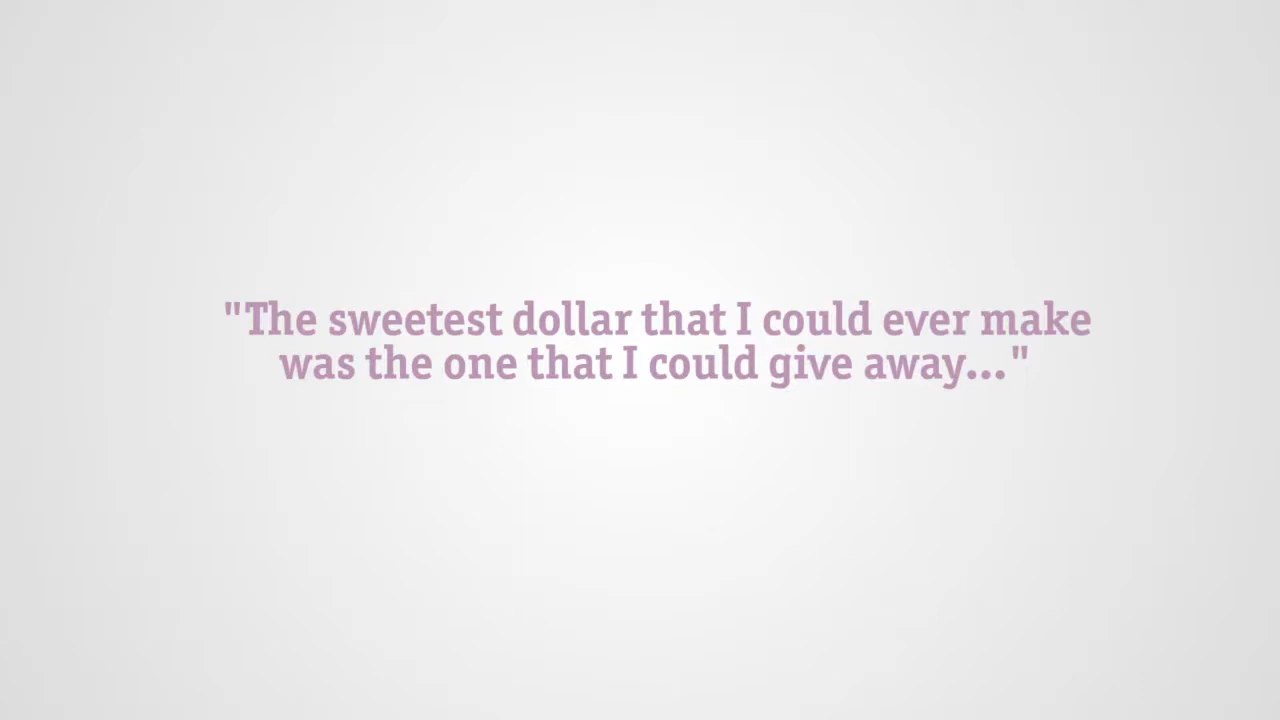 "The sweetest dollar that I could ever make
was the one that I could give away..."